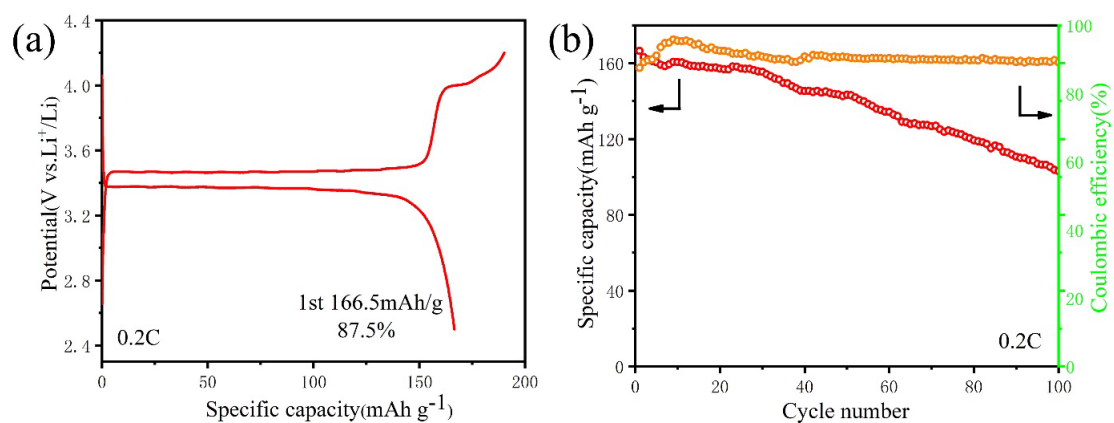 (a)
Potential(V vs.Li⁺/Li)
4.4
4.0
3.6
3.2
2.8
2.4
1st 166.5mAh/g
87.5%
0.2C
0
50
100
150
200
Specific capacity(mAh g⁻¹)
(b)
Specific capacity(mAh g⁻¹)
160
120
80
40
0
0.2C
0
20
40
60
80
100
Cycle number
100
80
60
40
20
0
Coulombic efficiency(%)